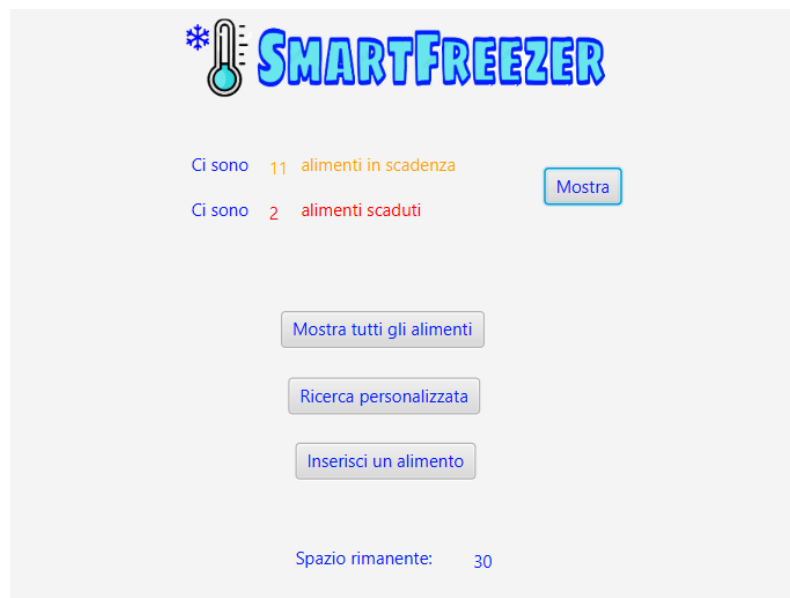 SMARTFREEZER
Ci sono 11 alimenti in scadenza
Mostra
Ci sono 2 alimenti scaduti
Mostra tutti gli alimenti
Ricerca personalizzata
Inserisci un alimento
Spazio rimanente: 30